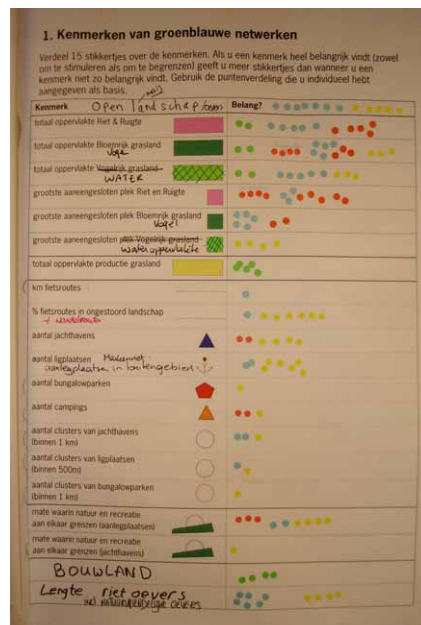 1. Kenmerken van groenblauwe netwerken
Verdeel 15 stikkertjes over de kenmerken. Als u een kenmerk heel belangrijk vindt (zowel
om te stimuleren als om te begrenzen) geeft u meer stikkertjes dan wanneer u een
kenmerk niet zo belangrijk vindt. Gebruik de puntenverdeling die u individueel hebt
aangegeven als basis.
Kenmerk Open landschap Belang?
totaal oppervlakte Riet & Ruigte
totaal oppervlakte Bloemrijk grasland
Vogel
totaal oppervlakte Vogelrijk grasland
WATER
grootste aaneengesloten plek Riet en Ruigte
grootste aaneengesloten plek Bloemrijk grasland
Vogel
grootste aaneengesloten plek Vogelrijk grasland
wateroppervlakte
totaal oppervlakte productie grasland
km fietsroutes
% fietsroutes in ongestoord landschap
+ wandelroutes
aantal jachthavens
aantal ligplaatsen
aanlegplaatsen in buitengebied
aantal bungalowparken
aantal campings
aantal clusters van jachthavens
(binnen 1 km)
aantal clusters van ligplaatsen
(binnen 500m)
aantal clusters van bungalowparken
(binnen 1 km)
mate waarin natuur en recreatie
aan elkaar grenzen (aanlegplaatsen)
mate waarin natuur en recreatie
aan elkaar grenzen (jachthavens)
BOUWLAND
Lengte riet oevers
incl natuurvriendelijke oevers